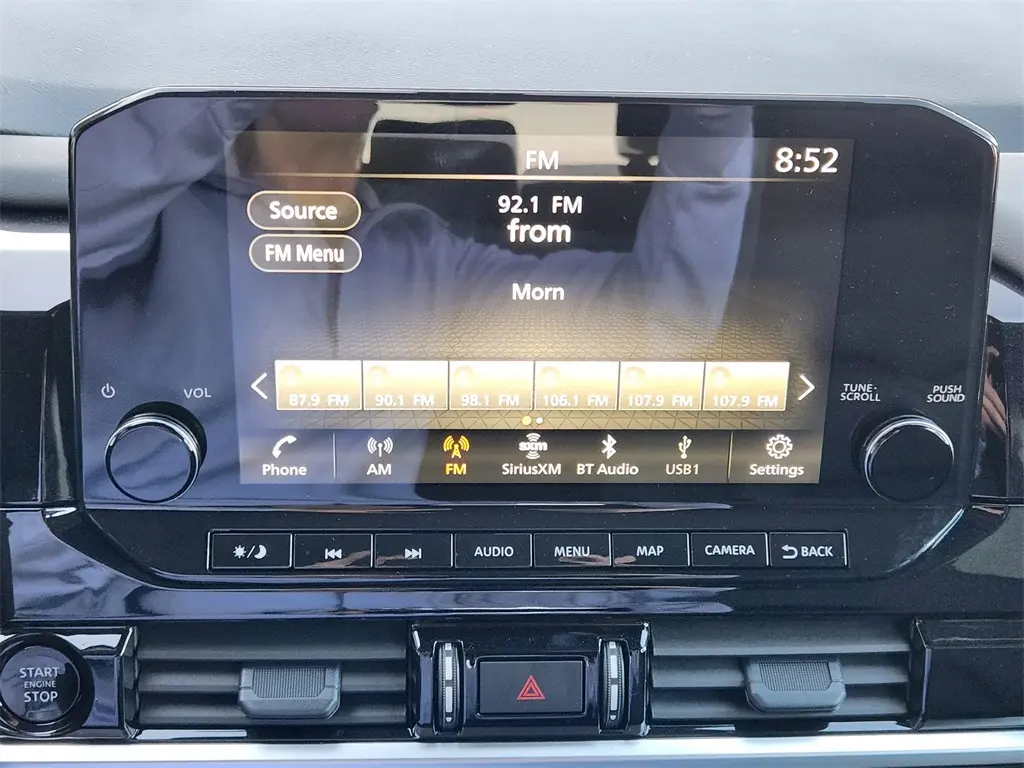 FM
8:52
Source
92.1 FM
from
FM Menu
Morn
VOL
TUNE·
SCROLL
PUSH
SOUND
87.9 FM
90.1 FM
98.1 FM
106.1 FM
107.9 FM
107.9 FM
Phone
AM
FM
sxm
SiriusXM
BT Audio
USB1
Settings
AUDIO
MENU
MAP
CAMERA
BACK
START
ENGINE
STOP